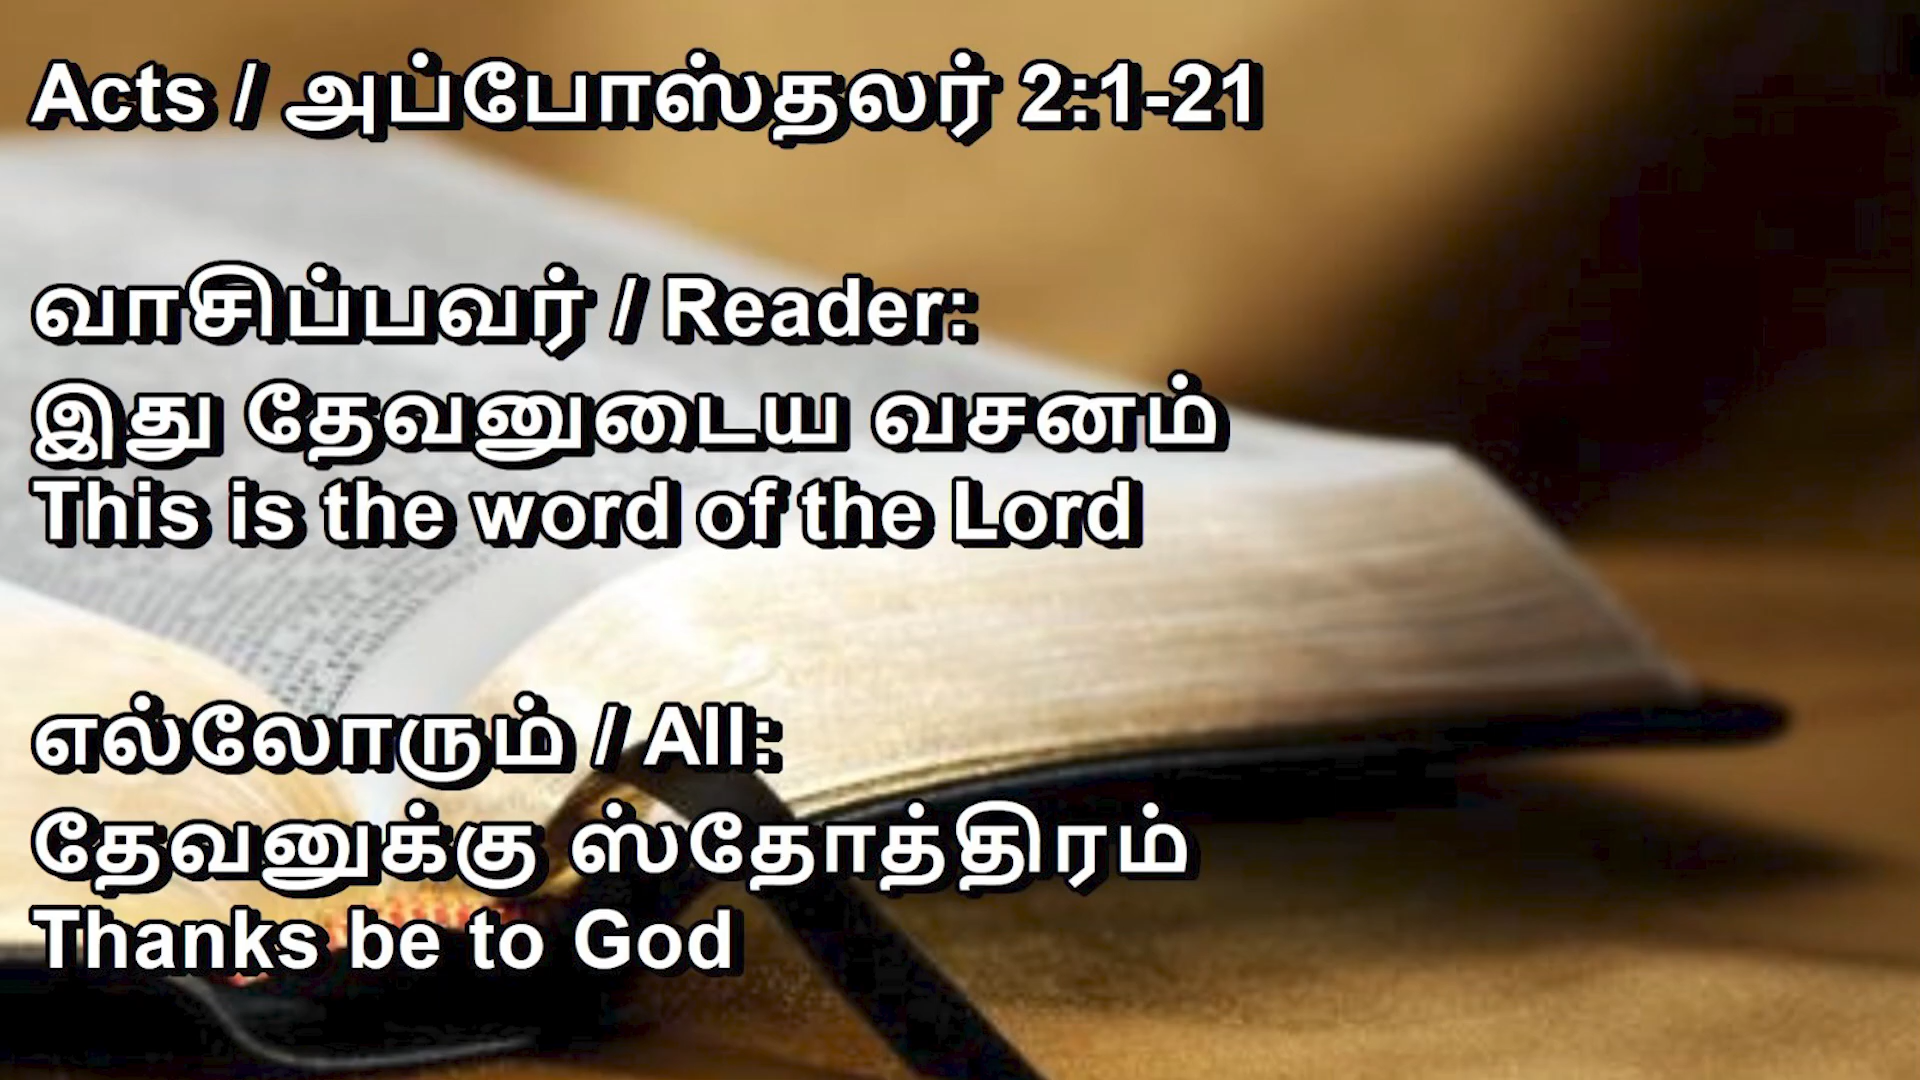 Acts / அப்போஸ்தலர் 2:1-21
வாசிப்பவர் / Reader:
இது தேவனுடைய வசனம்
This is the word of the Lord
எல்லோரும் / All:
தேவனுக்கு ஸ்தோத்திரம்
Thanks be to God